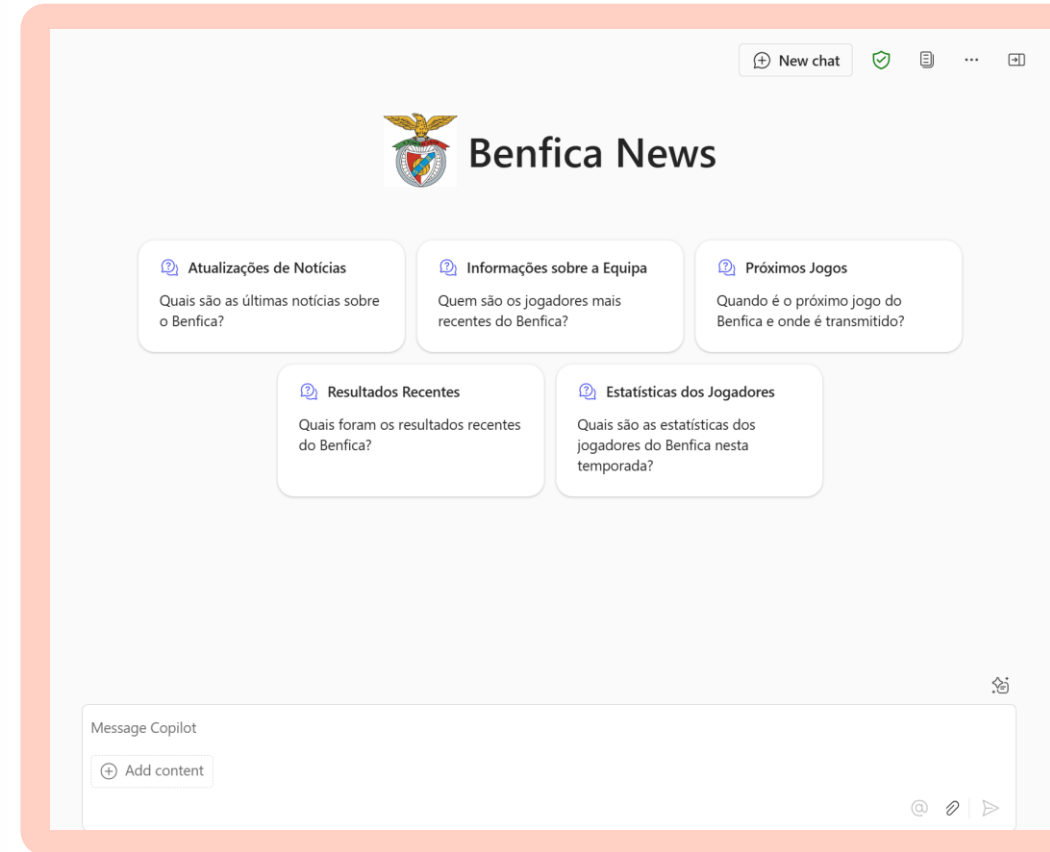 New chat
Benfica News
Atualizações de Notícias
Quais são as últimas notícias sobre
o Benfica?
Informações sobre a Equipa
Quem são os jogadores mais
recentes do Benfica?
Próximos Jogos
Quando é o próximo jogo do
Benfica e onde é transmitido?
Resultados Recentes
Quais foram os resultados recentes
do Benfica?
Estatísticas dos Jogadores
Quais são as estatísticas dos
jogadores do Benfica nesta
temporada?
Message Copilot
Add content